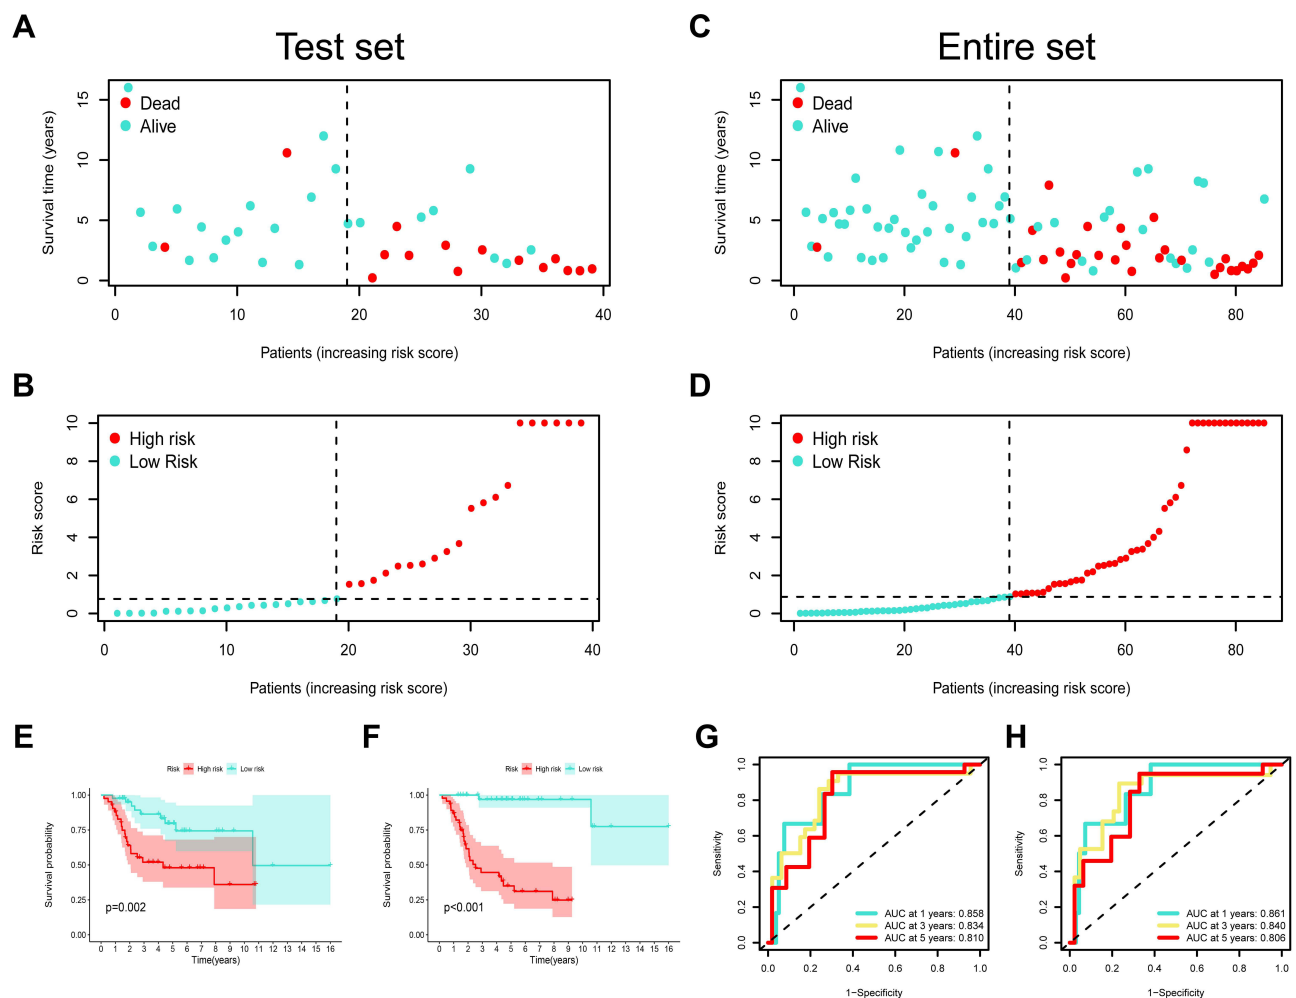 A
Test set
Survival time (years)
15
10
5
0
Dead
Alive
0 10 20 30 40
Patients (increasing risk score)
C
Entire set
Survival time (years)
15
10
5
0
Dead
Alive
0 20 40 60 80
Patients (increasing risk score)
B
Risk score
10
8
6
4
2
0
High risk
Low Risk
0 10 20 30 40
Patients (increasing risk score)
D
Risk score
10
8
6
4
2
0
High risk
Low Risk
0 20 40 60 80
Patients (increasing risk score)
E
Risk High risk Low risk
Survival probability
1.00
0.75
0.50
0.25
0.00
p=0.002
0 1 2 3 4 5 6 7 8 9 10 11 12 13 14 15 16
Time(years)
F
Risk High risk Low risk
Survival probability
1.00
0.75
0.50
0.25
0.00
p<0.001
0 1 2 3 4 5 6 7 8 9 10 11 12 13 14 15 16
Time(years)
G
Sensitivity
1.0
0.8
0.6
0.4
0.2
0.0
AUC at 1 years: 0.858
AUC at 3 years: 0.834
AUC at 5 years: 0.810
0.0 0.2 0.4 0.6 0.8 1.0
1−Specificity
H
Sensitivity
1.0
0.8
0.6
0.4
0.2
0.0
AUC at 1 years: 0.861
AUC at 3 years: 0.840
AUC at 5 years: 0.806
0.0 0.2 0.4 0.6 0.8 1.0
1−Specificity